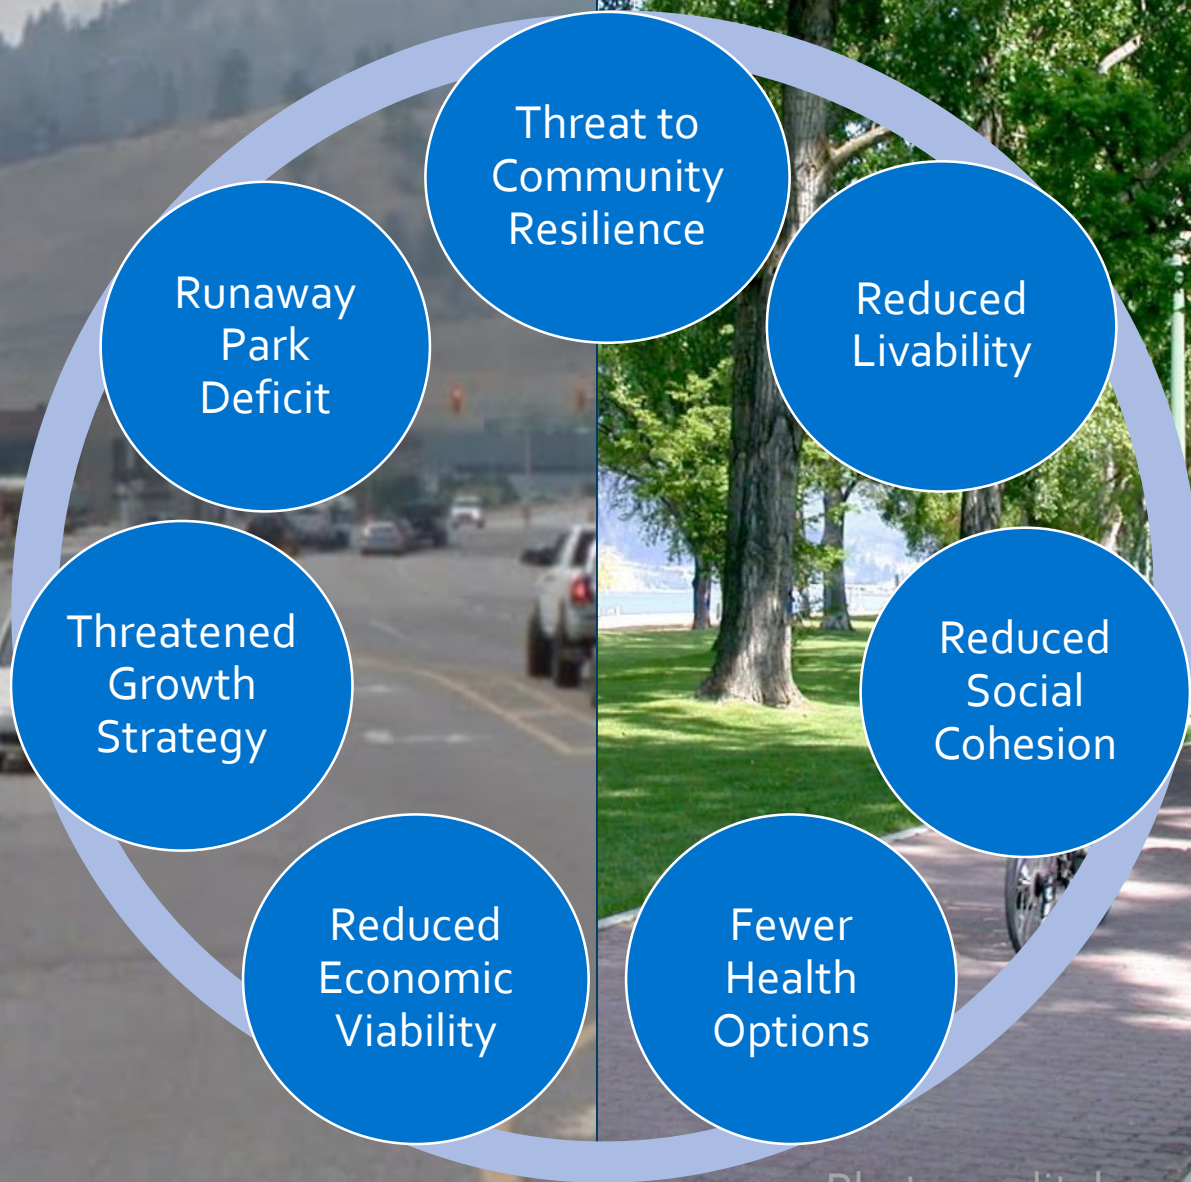 Threat to
Community
Resilience
Reduced
Livability
Reduced
Social
Cohesion
Fewer
Health
Options
Reduced
Economic
Viability
Threatened
Growth
Strategy
Runaway
Park
Deficit